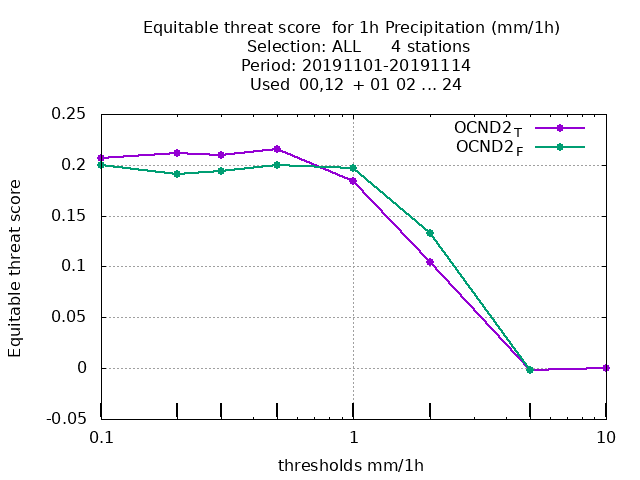 Equitable threat score  for 1h Precipitation (mm/1h)
Selection: ALL      4 stations
Period: 20191101-20191114
Used  00,12  + 01 02 ... 24
OCND2T
OCND2F
0.25
0.2
0.15
0.1
0.05
0
-0.05
Equitable threat score
0.1 1 10
thresholds mm/1h